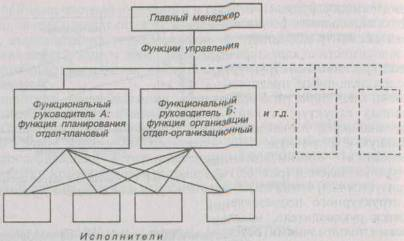 Главный менеджер
Функции управления
Функциональный
руководитель А:
функция планирования
отдел-плановый
Функциональный
руководитель Б:
функция организации
отдел-организационный
и т.д.
Исполнители